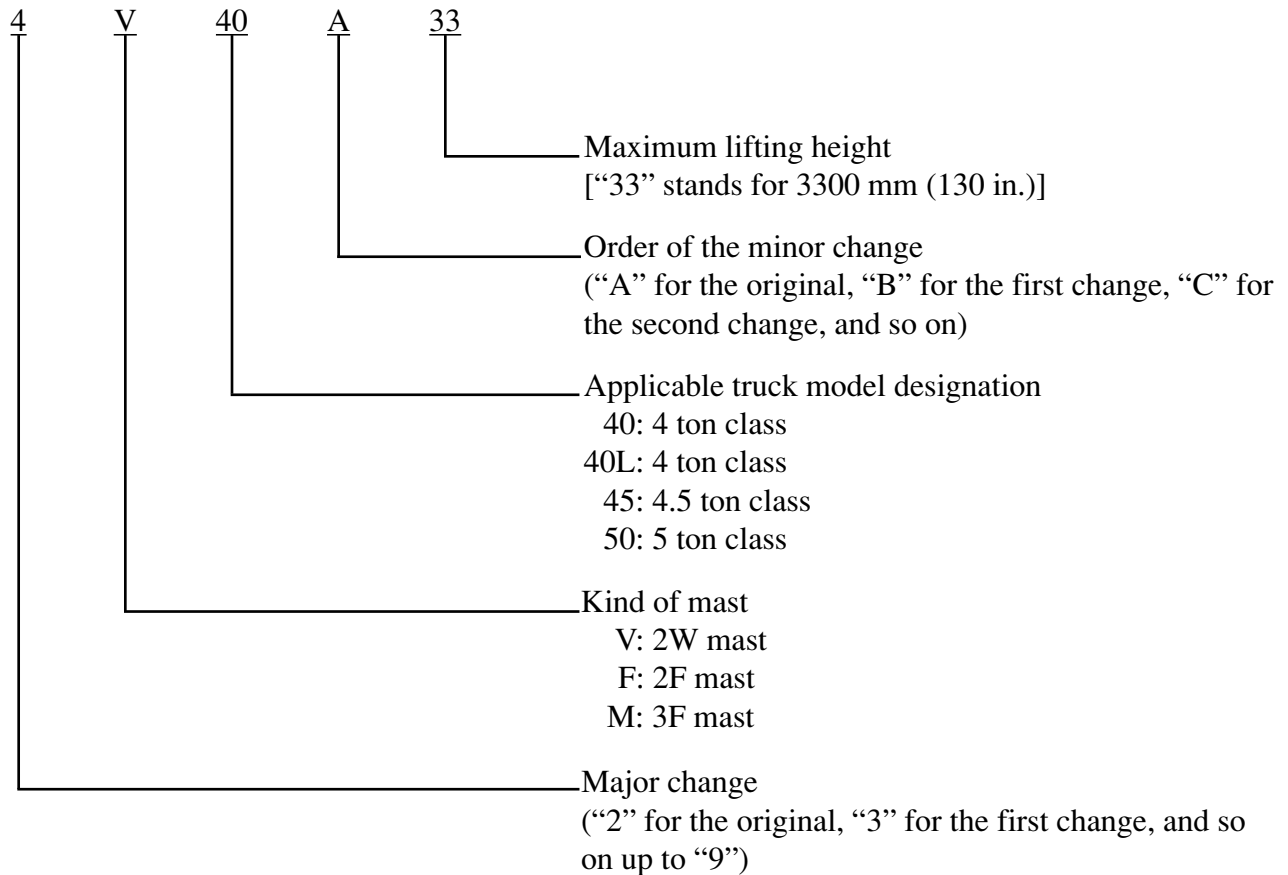 4 V 40 A 33
Maximum lifting height
[“33” stands for 3300 mm (130 in.)]
Order of the minor change
(“A” for the original, “B” for the first change, “C” for
the second change, and so on)
Applicable truck model designation
40: 4 ton class
40L: 4 ton class
45: 4.5 ton class
50: 5 ton class
Kind of mast
V: 2W mast
F: 2F mast
M: 3F mast
Major change
(“2” for the original, “3” for the first change, and so
on up to “9”)